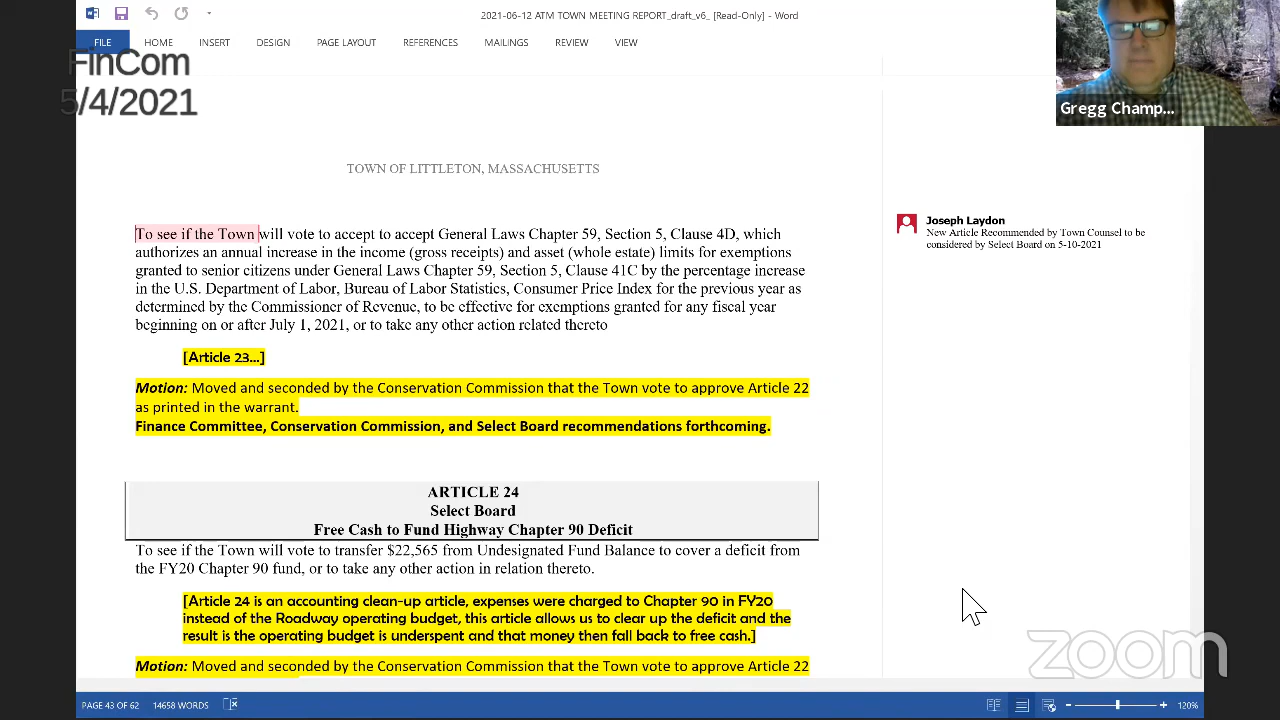 2021-06-12 ATM TOWN MEETING REPORT_draft_v6_ [Read-Only] - Word
FILE HOME INSERT DESIGN PAGE LAYOUT REFERENCES MAILINGS REVIEW VIEW
FinCom
5/4/2021
Gregg Champ...
TOWN OF LITTLETON, MASSACHUSETTS
To see if the Town will vote to accept to accept General Laws Chapter 59, Section 5, Clause 4D, which
authorizes an annual increase in the income (gross receipts) and asset (whole estate) limits for exemptions
granted to senior citizens under General Laws Chapter 59, Section 5, Clause 41C by the percentage increase
in the U.S. Department of Labor, Bureau of Labor Statistics, Consumer Price Index for the previous year as
determined by the Commissioner of Revenue, to be effective for exemptions granted for any fiscal year
beginning on or after July 1, 2021, or to take any other action related thereto
Joseph Laydon
New Article Recommended by Town Counsel to be
considered by Select Board on 5-10-2021
[Article 23...]
Motion: Moved and seconded by the Conservation Commission that the Town vote to approve Article 22
as printed in the warrant.
Finance Committee, Conservation Commission, and Select Board recommendations forthcoming.
ARTICLE 24
Select Board
Free Cash to Fund Highway Chapter 90 Deficit
To see if the Town will vote to transfer $22,565 from Undesignated Fund Balance to cover a deficit from
the FY20 Chapter 90 fund, or to take any other action in relation thereto.
[Article 24 is an accounting clean-up article, expenses were charged to Chapter 90 in FY20
instead of the Roadway operating budget, this article allows us to clear up the deficit and the
result is the operating budget is underspent and that money then fall back to free cash.]
Motion: Moved and seconded by the Conservation Commission that the Town vote to approve Article 22
zoom
PAGE 43 OF 62 14658 WORDS 120%